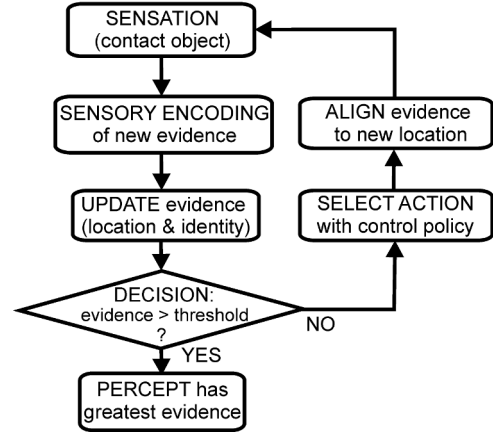 SENSATION
(contact object)
SENSORY ENCODING
of new evidence
UPDATE evidence
(location & identity)
DECISION:
evidence > threshold
?
YES
PERCEPT has
greatest evidence
NO
SELECT ACTION
with control policy
ALIGN evidence
to new location